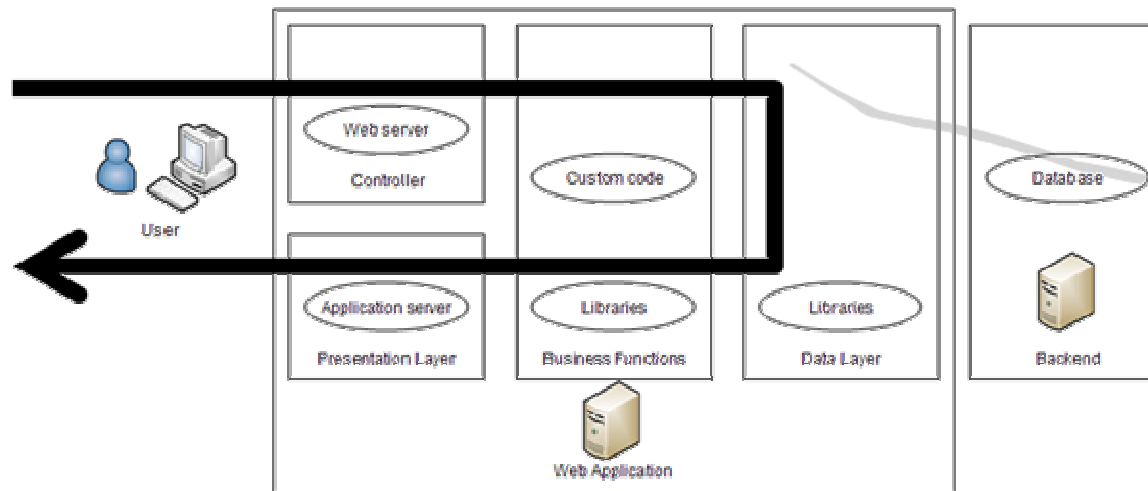 Web server
Controller
Custom code
Database
User
Application server
Libraries
Libraries
Presentation Layer
Business Functions
Data Layer
Backend
Web Application